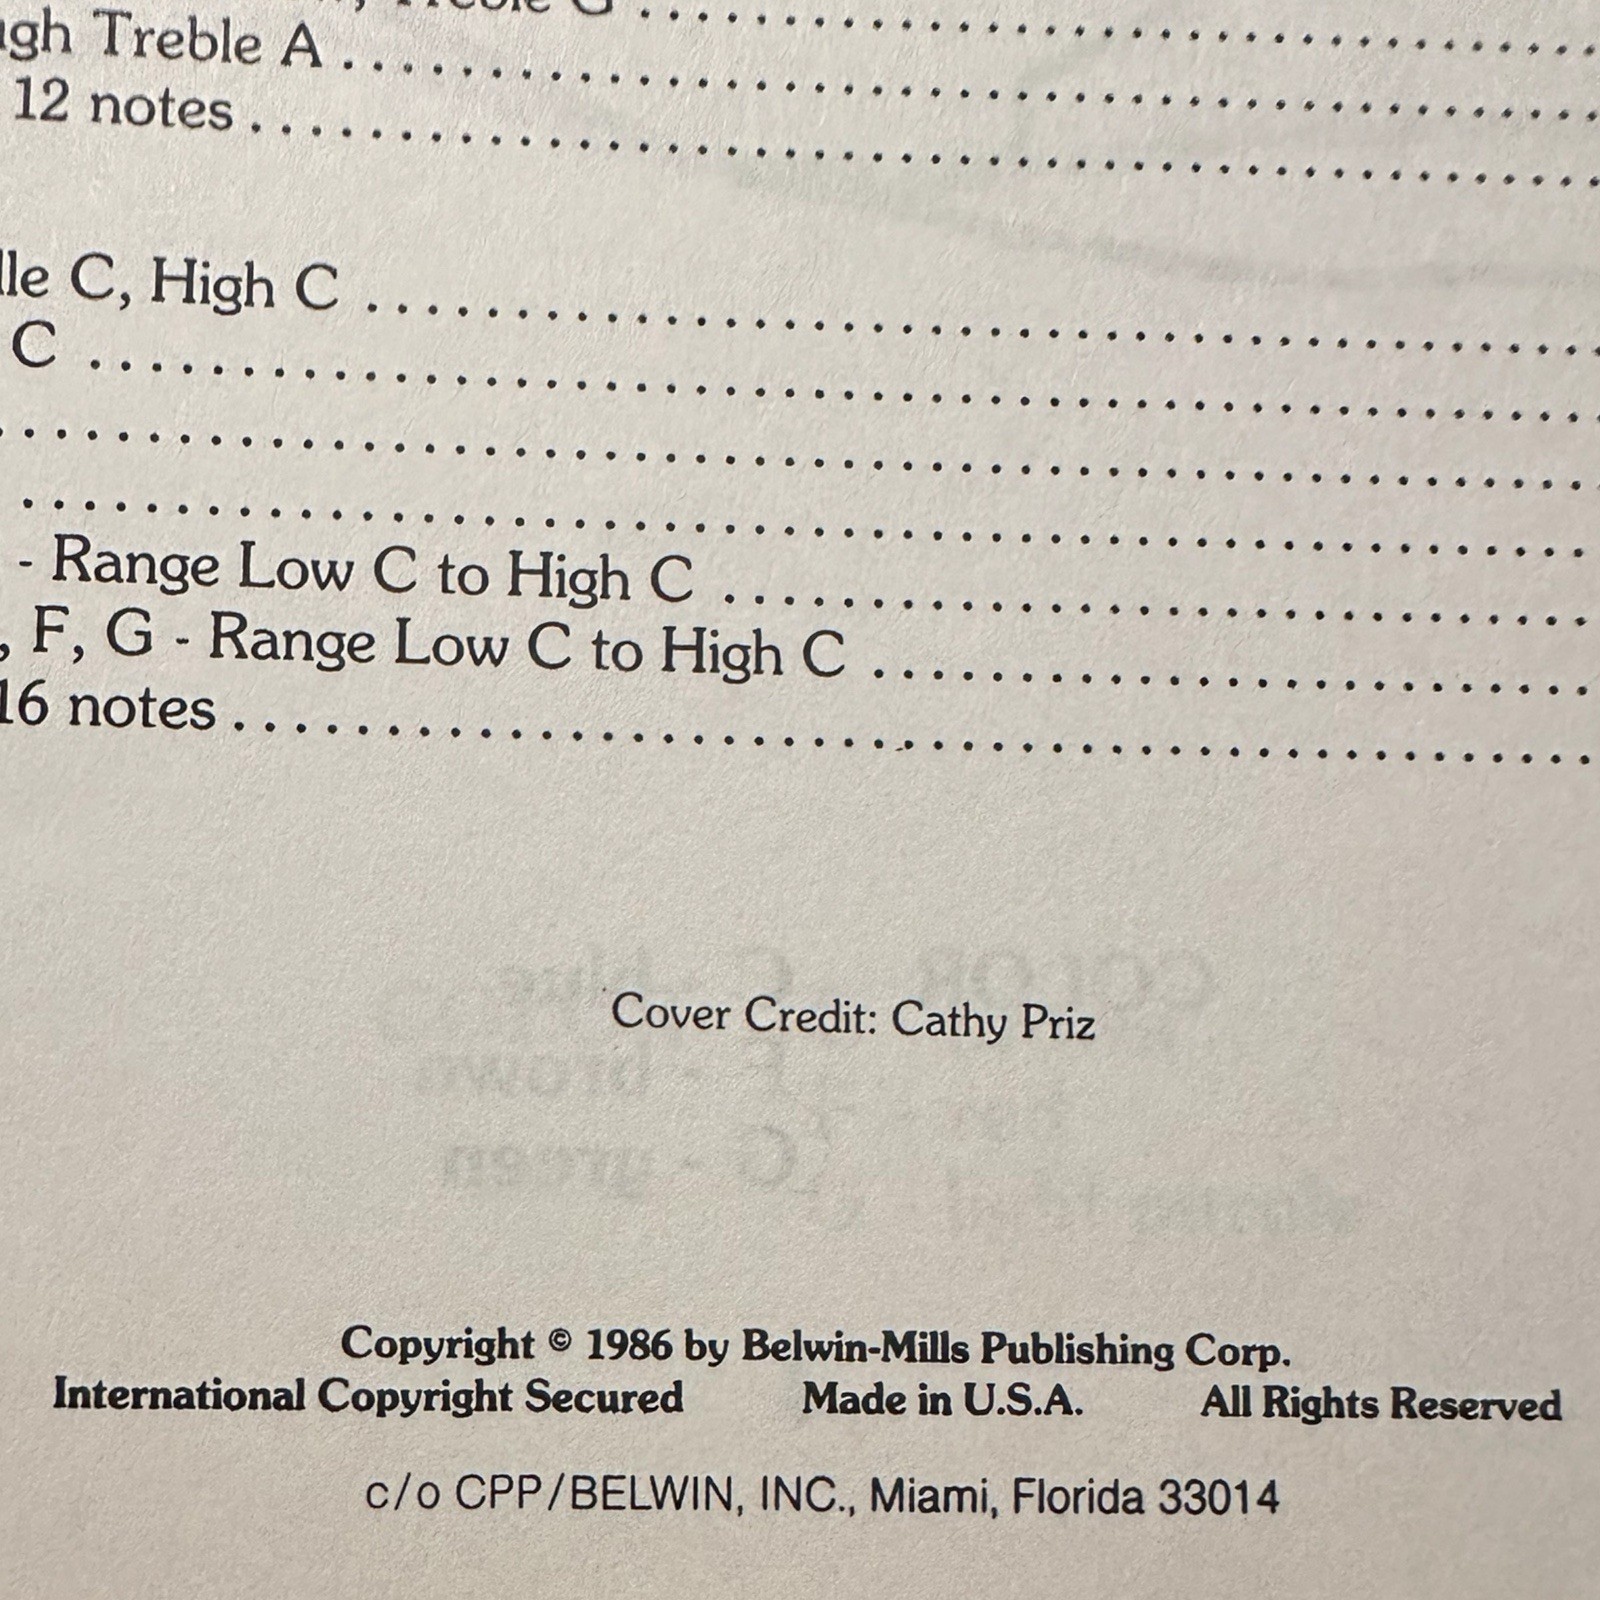 Treble G ..........
igh Treble A ..........
12 notes ..........
lle C, High C ..........
C ..........
..........
..........
- Range Low C to High C ..........
, F, G - Range Low C to High C ..........
16 notes ..........
Cover Credit: Cathy Priz
Copyright © 1986 by Belwin-Mills Publishing Corp.
International Copyright Secured Made in U.S.A. All Rights Reserved
c/o CPP/BELWIN, INC., Miami, Florida 33014